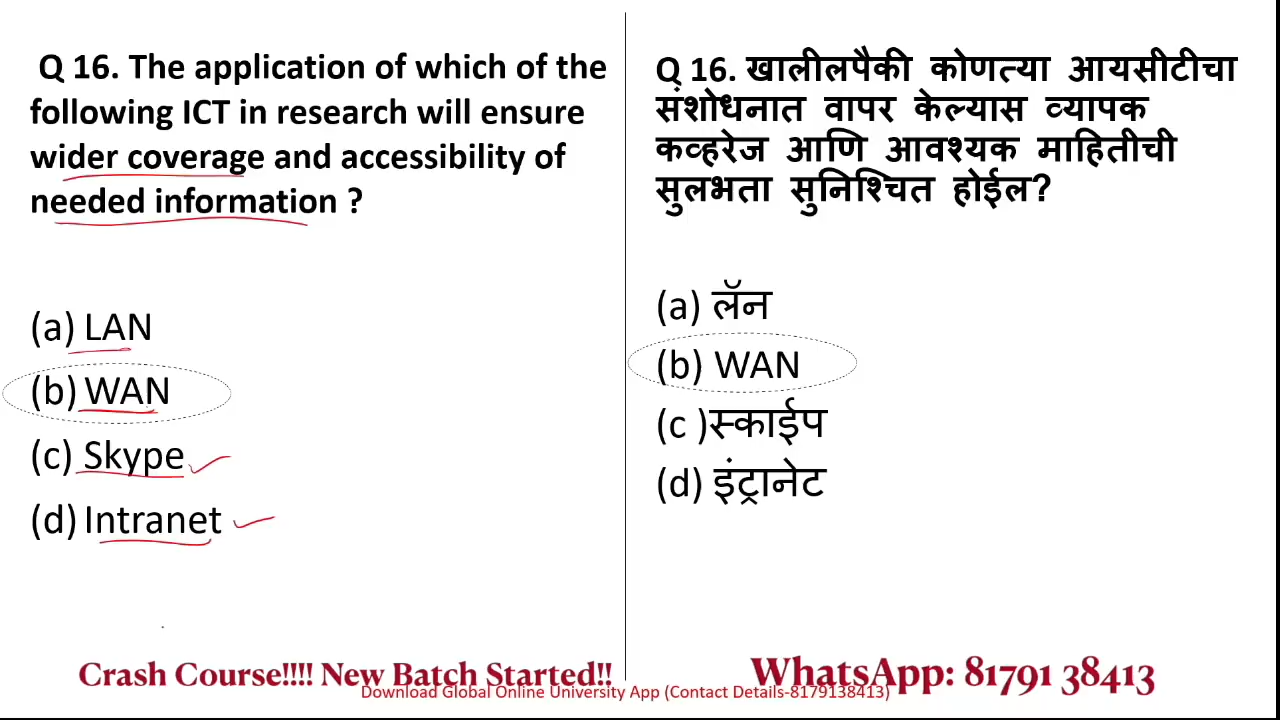 Q 16. The application of which of the
following ICT in research will ensure
wider coverage and accessibility of
needed information ?
(a) LAN
(b) WAN
(c) Skype
(d) Intranet
Q 16. खालीलपैकी कोणत्या आयसीटीचा
संशोधनात वापर केल्यास व्यापक
कव्हरेज आणि आवश्यक माहितीची
सुलभता सुनिश्चित होईल?
(a) लॅन
(b) WAN
(c )स्काईप
(d) इंट्रानेट
Crash Course!!!! New Batch Started!!
WhatsApp: 81791 38413
Download Global Online University App (Contact Details-8179138413)